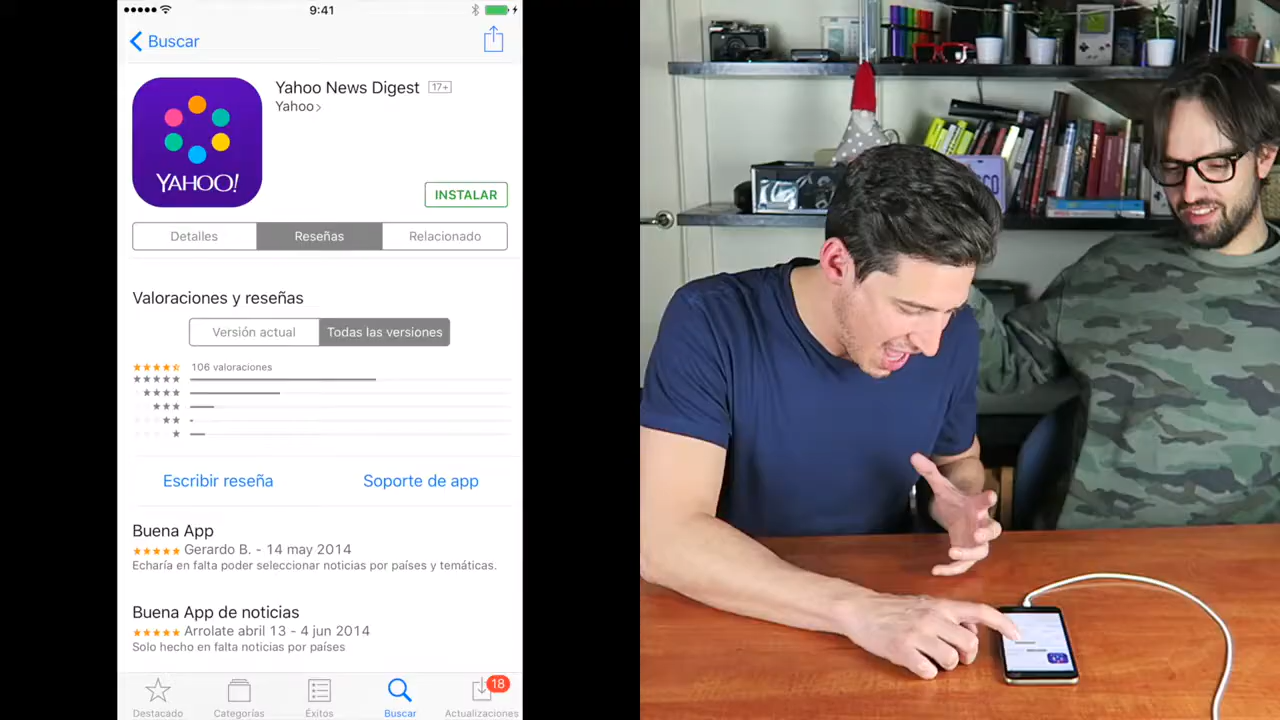 9:41
Buscar
Yahoo News Digest 17+
Yahoo >
YAHOO!
INSTALAR
Detalles Reseñas Relacionado
Valoraciones y reseñas
Versión actual Todas las versiones
106 valoraciones
Escribir reseña Soporte de app
Buena App
Gerardo B. - 14 may 2014
Echaría en falta poder seleccionar noticias por países y temáticas.
Buena App de noticias
Arrolate abril 13 - 4 jun 2014
Solo hecho en falta noticias por países
18
Destacado Categorías Éxitos Buscar Actualizaciones